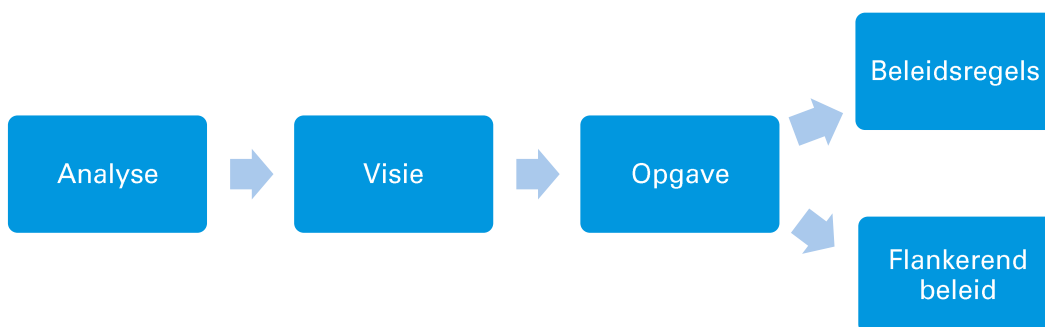 Analyse
Visie
Opgave
Beleidsregels
Flankerend
beleid